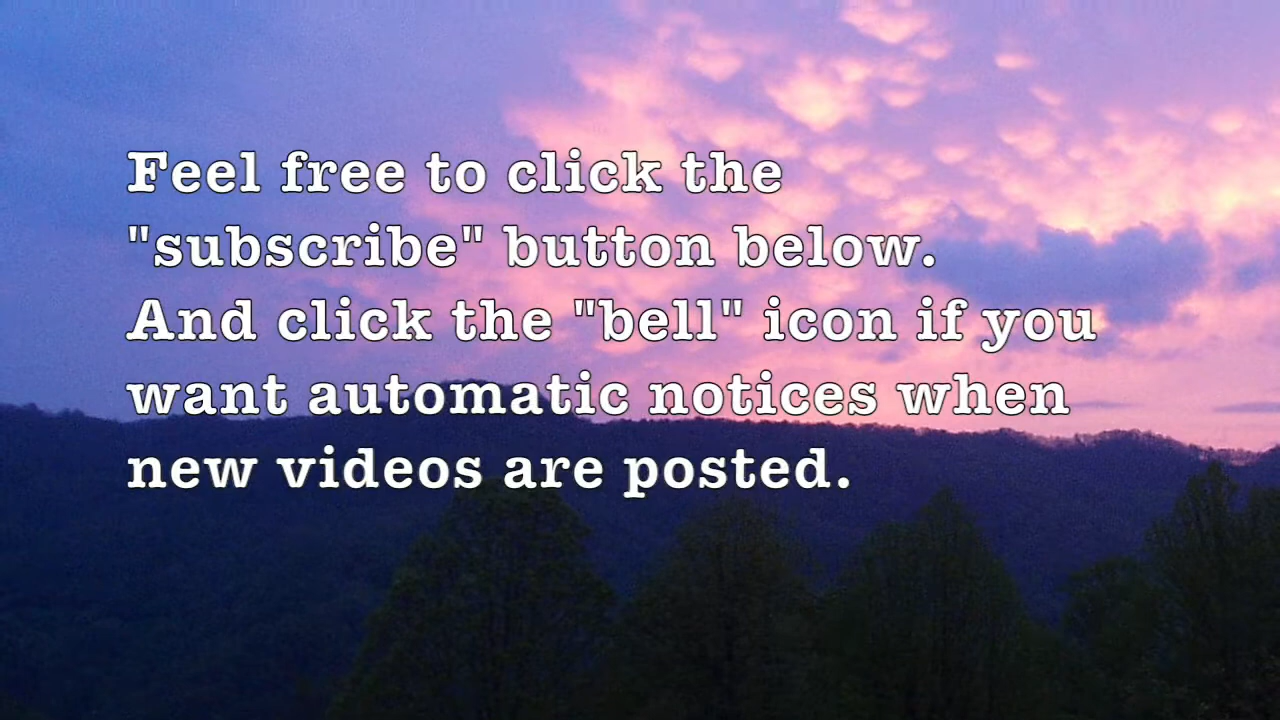 Feel free to click the
"subscribe" button below.
And click the "bell" icon if you
want automatic notices when
new videos are posted.